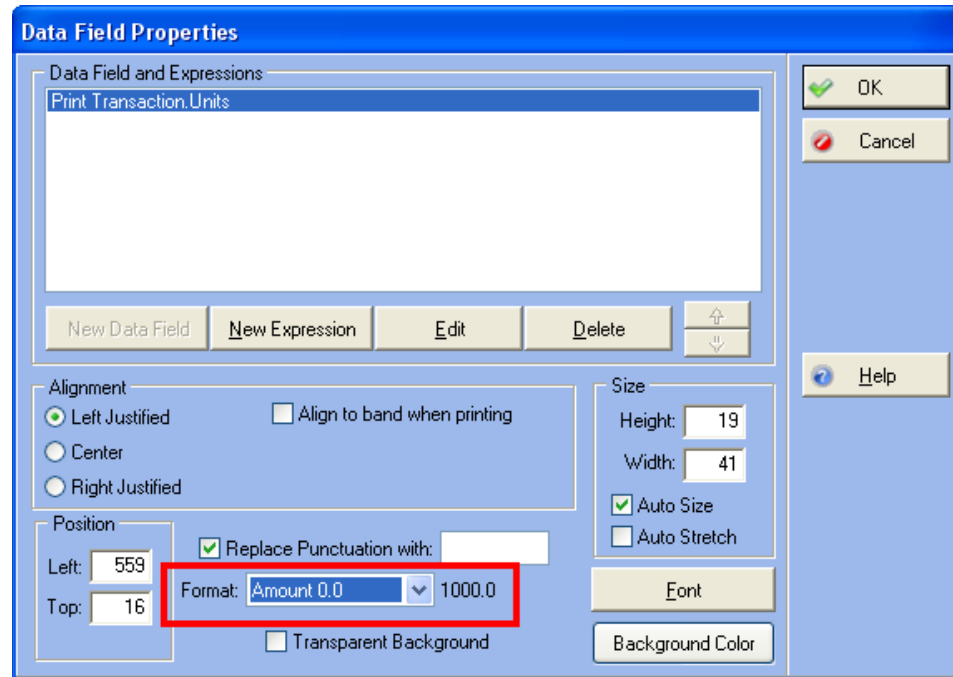 Data Field Properties
Data Field and Expressions
Print Transaction.Units
New Data Field New Expression Edit Delete
OK
Cancel
Help
Alignment
Left Justified Align to band when printing
Center
Right Justified
Size
Height: 19
Width: 41
Auto Size
Auto Stretch
Position
Left: 559
Top: 16
Replace Punctuation with:
Format: Amount 0.0 1000.0
Transparent Background
Font
Background Color